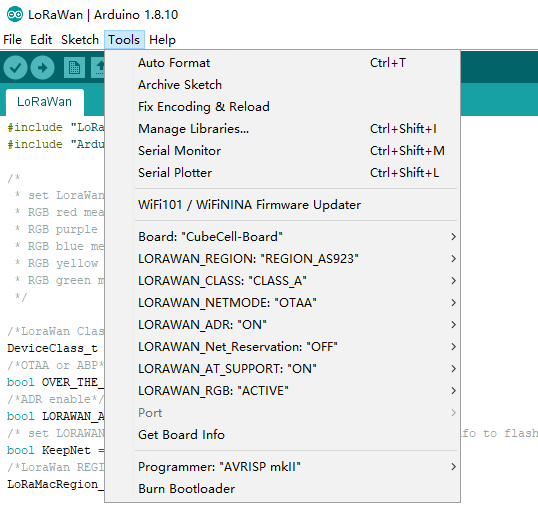 LoRaWan | Arduino 1.8.10
File Edit Sketch Tools Help
Auto Format Ctrl+T
Archive Sketch
Fix Encoding & Reload
Manage Libraries... Ctrl+Shift+I
Serial Monitor Ctrl+Shift+M
Serial Plotter Ctrl+Shift+L
WiFi101 / WiFiNINA Firmware Updater
Board: "CubeCell-Board"
LORAWAN_REGION: "REGION_AS923"
LORAWAN_CLASS: "CLASS_A"
LORAWAN_NETMODE: "OTAA"
LORAWAN_ADR: "ON"
LORAWAN_Net_Reservation: "OFF"
LORAWAN_AT_SUPPORT: "ON"
LORAWAN_RGB: "ACTIVE"
Port
Get Board Info
Programmer: "AVRISP mkII"
Burn Bootloader
LoRaWan
#include "LoRa
#include "Ardu
/*
* set LoraWan
* RGB red mea
* RGB purple
* RGB blue me
* RGB yellow
* RGB green m
*/
/*LoraWan Clas
DeviceClass_t
/*OTAA or ABP*
bool OVER_THE_
/*ADR enable*/
bool LORAWAN_A
/* set LORAWAN fo to flash
bool KeepNet =
/*LoraWan REGI
LoRaMacRegion_